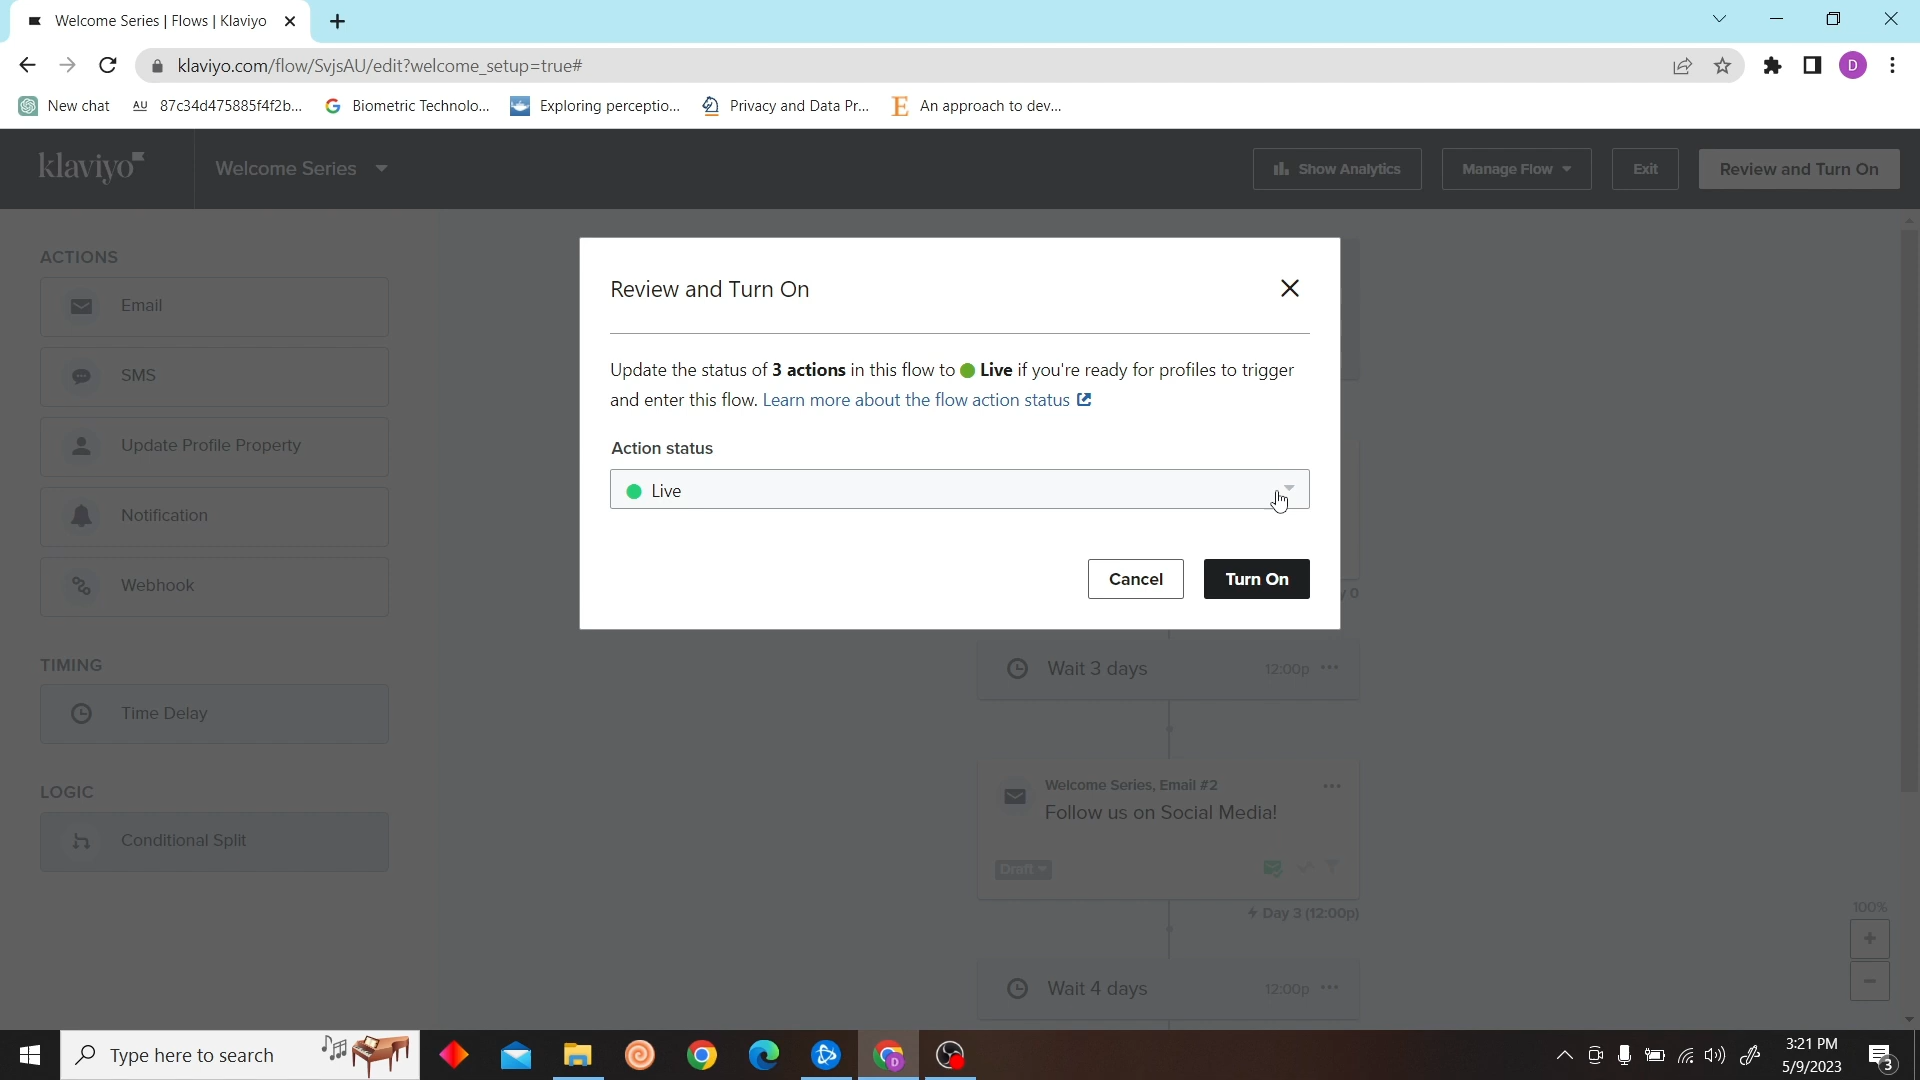 Welcome Series | Flows | Klaviyo
klaviyo.com/flow/SvjsAU/edit?welcome_setup=true#
D
New chat
AU 87c34d475885f4f2b...
G Biometric Technolo...
Exploring perceptio...
Privacy and Data Pr...
E An approach to dev...
klaviyo
Welcome Series
Show Analytics
Manage Flow
Exit
Review and Turn On
ACTIONS
Email
SMS
Update Profile Property
Notification
Webhook
TIMING
Time Delay
LOGIC
Conditional Split
Review and Turn On
Update the status of 3 actions in this flow to Live if you're ready for profiles to trigger
and enter this flow. Learn more about the flow action status
Action status
Live
Cancel
Turn On
y 0
Wait 3 days
12:00p
Welcome Series, Email #2
Follow us on Social Media!
Draft
Day 3 (12:00p)
Wait 4 days
12:00p
100%
Type here to search
D
3:21 PM
5/9/2023
3